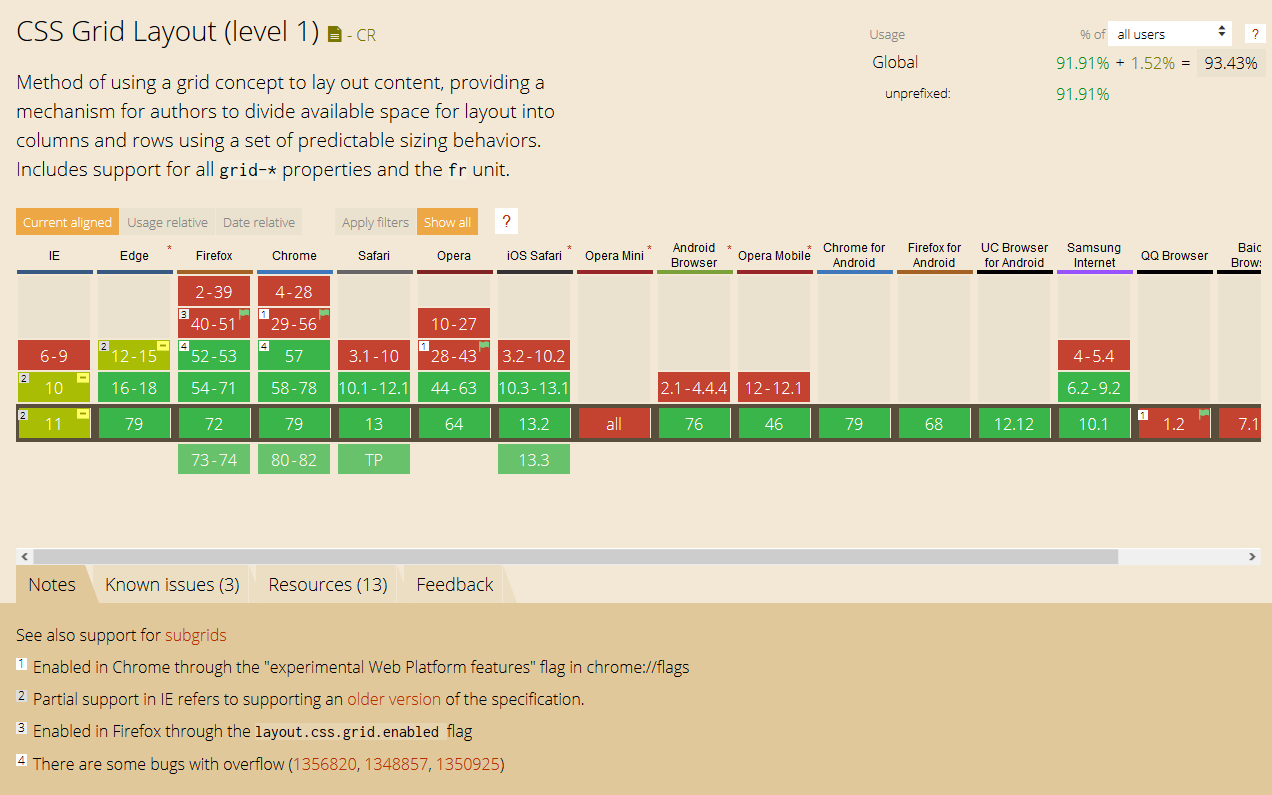 CSS Grid Layout (level 1) - CR
Usage % of all users ?
Global 91.91% + 1.52% = 93.43%
unprefixed: 91.91%
Method of using a grid concept to lay out content, providing a
mechanism for authors to divide available space for layout into
columns and rows using a set of predictable sizing behaviors.
Includes support for all grid-* properties and the fr unit.
Current aligned Usage relative Date relative Apply filters Show all ?
IE Edge * Firefox Chrome Safari Opera iOS Safari * Opera Mini * Android Browser * Opera Mobile * Chrome for Android Firefox for Android UC Browser for Android Samsung Internet QQ Browser Baid Brows
2-39 4-28
3 40-51 1 29-56 10-27
6-9 2 12-15 4 52-53 4 57 3.1-10 1 28-43 3.2-10.2 4-5.4
2 10 16-18 54-71 58-78 10.1-12.1 44-63 10.3-13.1 2.1-4.4.4 12-12.1 6.2-9.2
2 11 79 72 79 13 64 13.2 all 76 46 79 68 12.12 10.1 1 1.2 7.1
73-74 80-82 TP 13.3
Notes Known issues (3) Resources (13) Feedback
See also support for subgrids
1 Enabled in Chrome through the "experimental Web Platform features" flag in chrome://flags
2 Partial support in IE refers to supporting an older version of the specification.
3 Enabled in Firefox through the layout.css.grid.enabled flag
4 There are some bugs with overflow (1356820, 1348857, 1350925)